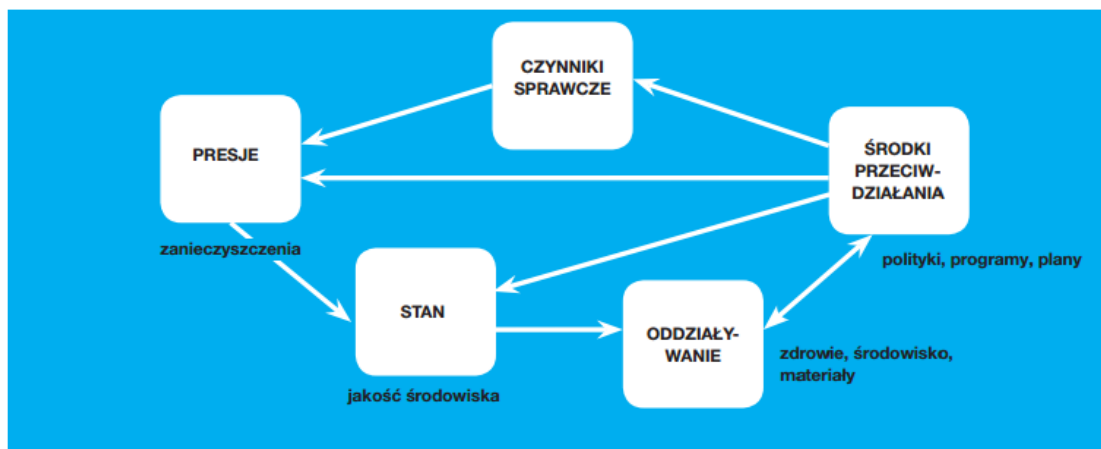 CZYNNIKI
SPRAWCZE
PRESJE
ŚRODKI
PRZECIW-
DZIAŁANIA
zanieczyszczenia
polityki, programy, plany
STAN
ODDZIAŁY-
WANIE
zdrowie, środowisko,
materiały
jakość środowiska